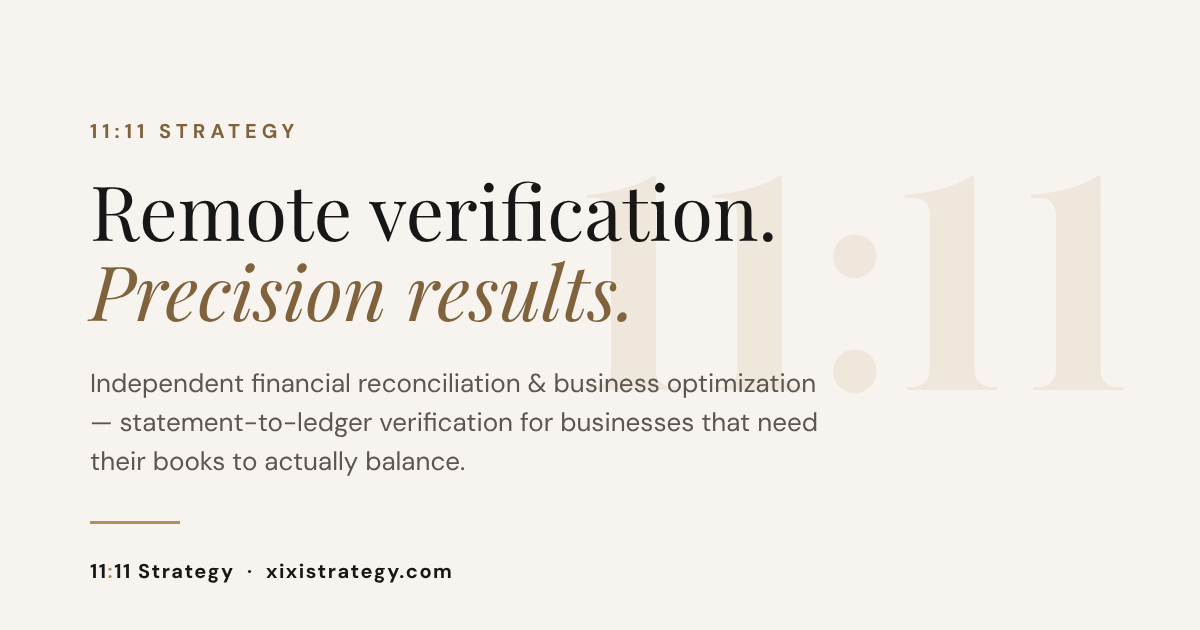 11:11 STRATEGY
Remote verification.
Precision results.
11:11
Independent financial reconciliation & business optimization
— statement-to-ledger verification for businesses that need
their books to actually balance.
11:11 Strategy · xixistrategy.com